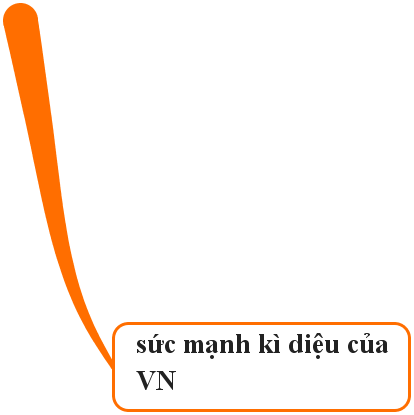 sức mạnh kì diệu của
VN